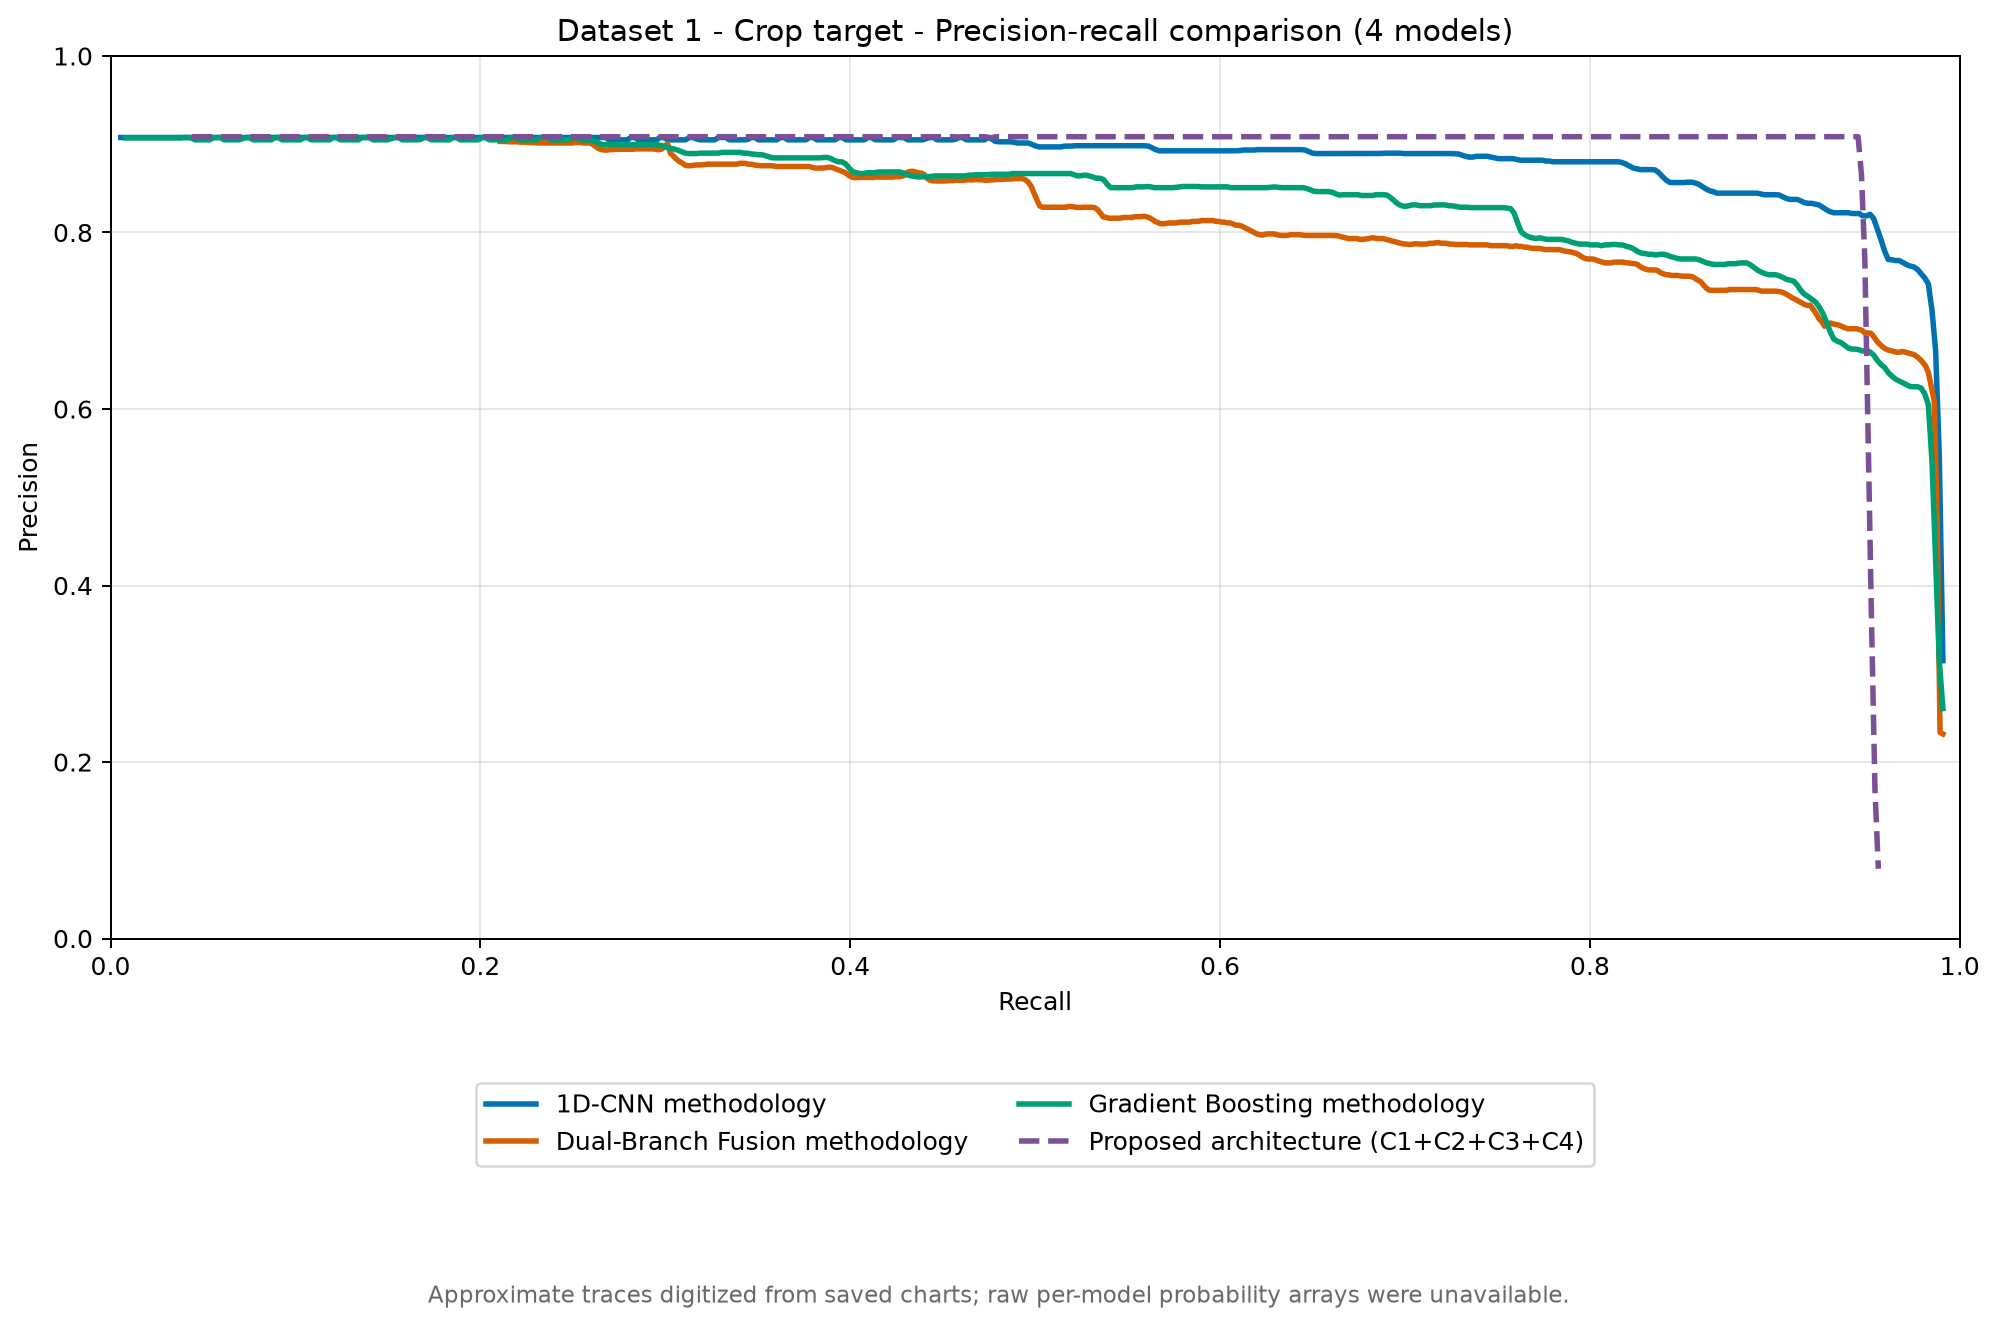 Dataset 1 - Crop target - Precision-recall comparison (4 models)
1.0
0.8
0.6
0.4
0.2
0.0
Precision
0.0 0.2 0.4 0.6 0.8 1.0
Recall
1D-CNN methodology
Dual-Branch Fusion methodology
Gradient Boosting methodology
Proposed architecture (C1+C2+C3+C4)
Approximate traces digitized from saved charts; raw per-model probability arrays were unavailable.